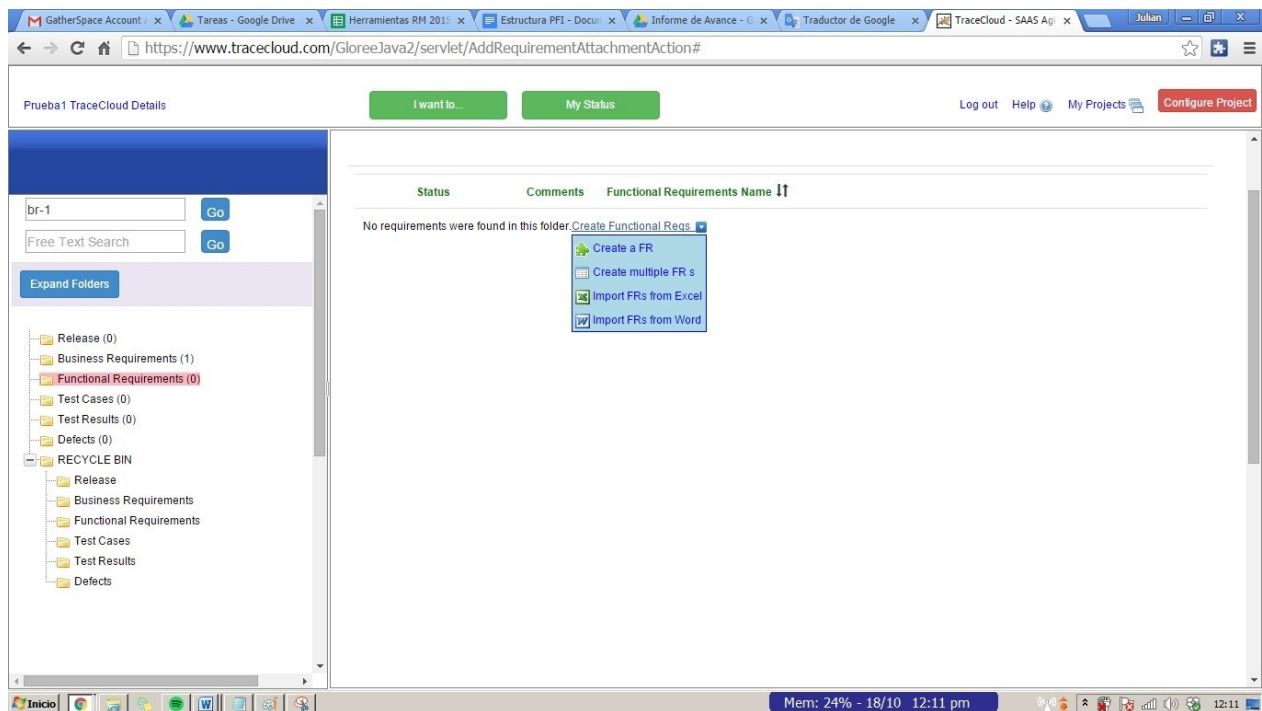 GatherSpace Account / Tareas - Google Drive Herramientas RM 2015 Estructura PFI - Docun Informe de Avance - G Traductor de Google TraceCloud - SAAS Agi Julian
https://www.tracecloud.com/GloreeJava2/servlet/AddRequirementAttachmentAction#
Prueba1 TraceCloud Details I want to... My Status Log out Help My Projects Configure Project
Status Comments Functional Requirements Name
br-1 Go
No requirements were found in this folder.Create Functional Reqs
Free Text Search Go
Create a FR
Create multiple FR s
Expand Folders
Import FRs from Excel
Import FRs from Word
Release (0)
Business Requirements (1)
Functional Requirements (0)
Test Cases (0)
Test Results (0)
Defects (0)
RECYCLE BIN
Release
Business Requirements
Functional Requirements
Test Cases
Test Results
Defects
Inicio Mem: 24% - 18/10 12:11 pm 12:11